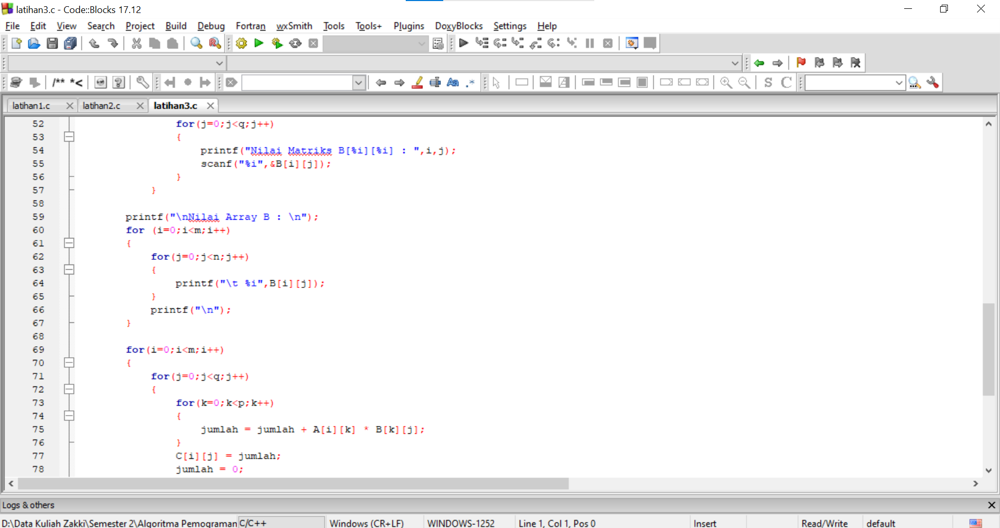 latihan3.c - Code::Blocks 17.12
File Edit View Search Project Build Debug Fortran wxSmith Tools Tools+ Plugins DoxyBlocks Settings Help
/** *<
S C
latihan1.c latihan2.c latihan3.c
52 for(j=0;j<q;j++)
53 {
54 printf("Nilai Matriks B[%i][%i] : ",i,j);
55 scanf("%i",&B[i][j]);
56 }
57 }
58
59 printf("\nNilai Array B : \n");
60 for (i=0;i<m;i++)
61 {
62 for(j=0;j<n;j++)
63 {
64 printf("\t %i",B[i][j]);
65 }
66 printf("\n");
67 }
68
69 for(i=0;i<m;i++)
70 {
71 for(j=0;j<q;j++)
72 {
73 for(k=0;k<p;k++)
74 {
75 jumlah = jumlah + A[i][k] * B[k][j];
76 }
77 C[i][j] = jumlah;
78 jumlah = 0;
Logs & others
D:\Data Kuliah Zakki\Semester 2\Algoritma Pemograman C/C++ Windows (CR+LF) WINDOWS-1252 Line 1, Col 1, Pos 0 Insert Read/Write default